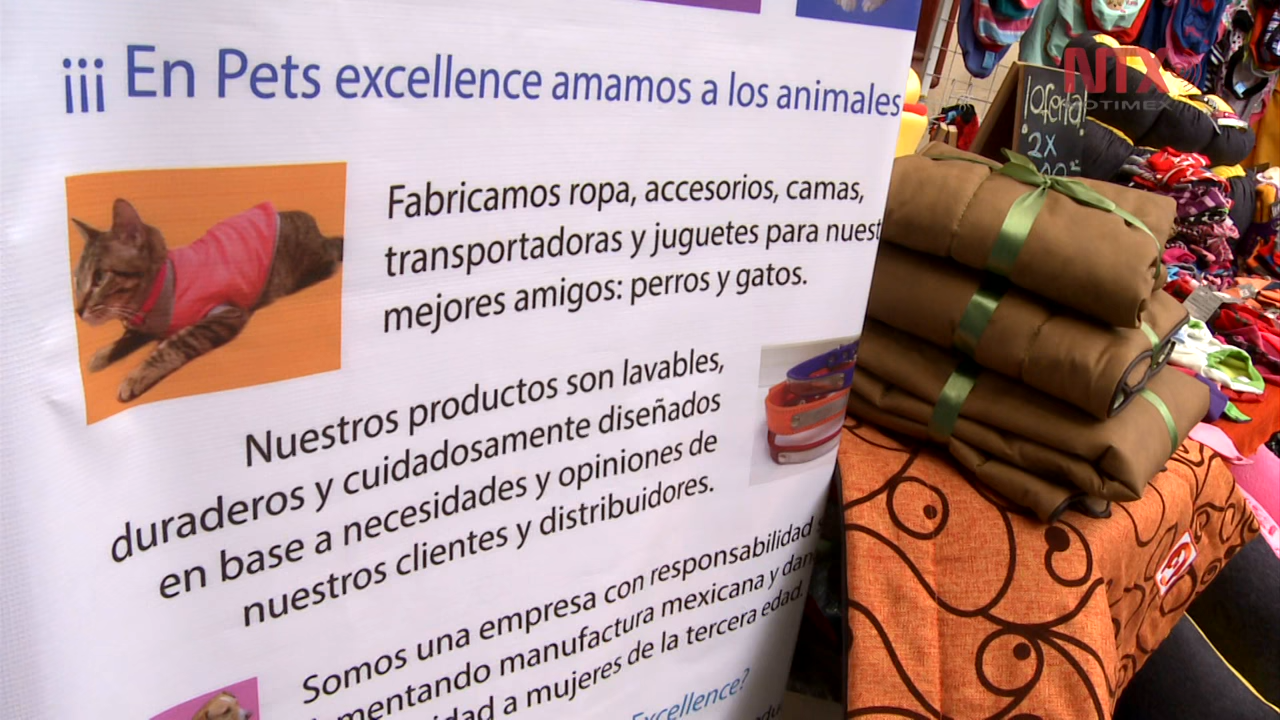 ¡¡¡ En Pets excellence amamos a los animales
Fabricamos ropa, accesorios, camas,
transportadoras y juguetes para nuest
mejores amigos: perros y gatos.
Nuestros productos son lavables,
duraderos y cuidadosamente diseñados
en base a necesidades y opiniones de
nuestros clientes y distribuidores.
Somos una empresa con responsabilidad
mentando manufactura mexicana y dan
idad a mujeres de la tercera edad.
Excellence?
¡oferta!
2X
NTX
NOTIMEX